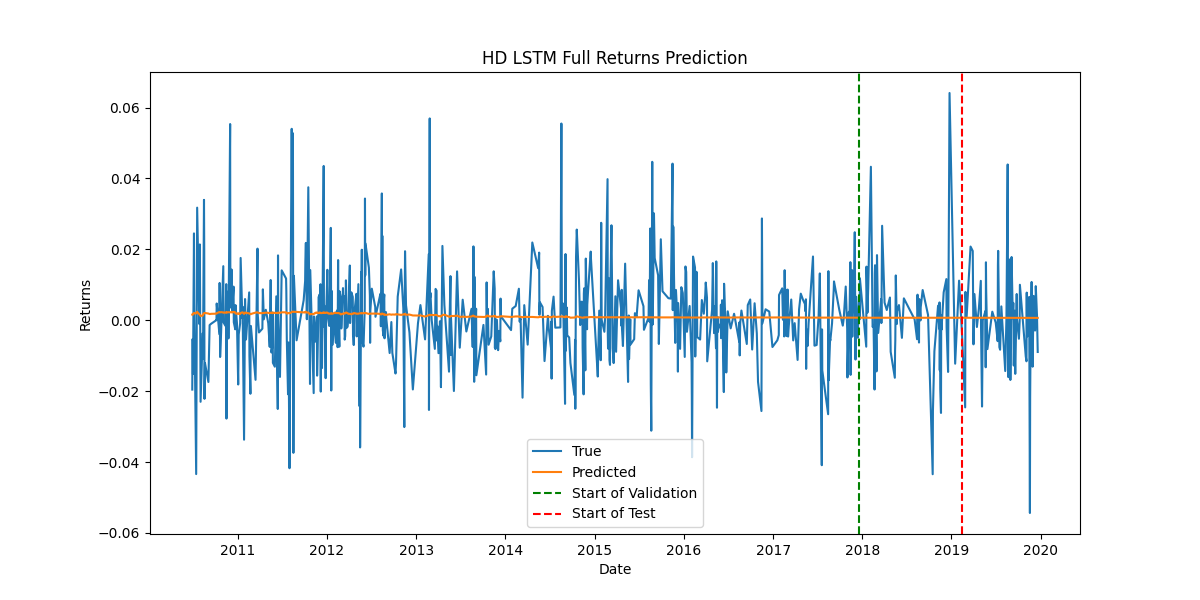 HD LSTM Full Returns Prediction
Returns
0.06
0.04
0.02
0.00
−0.02
−0.04
−0.06
True
Predicted
Start of Validation
Start of Test
2011 2012 2013 2014 2015 2016 2017 2018 2019 2020
Date